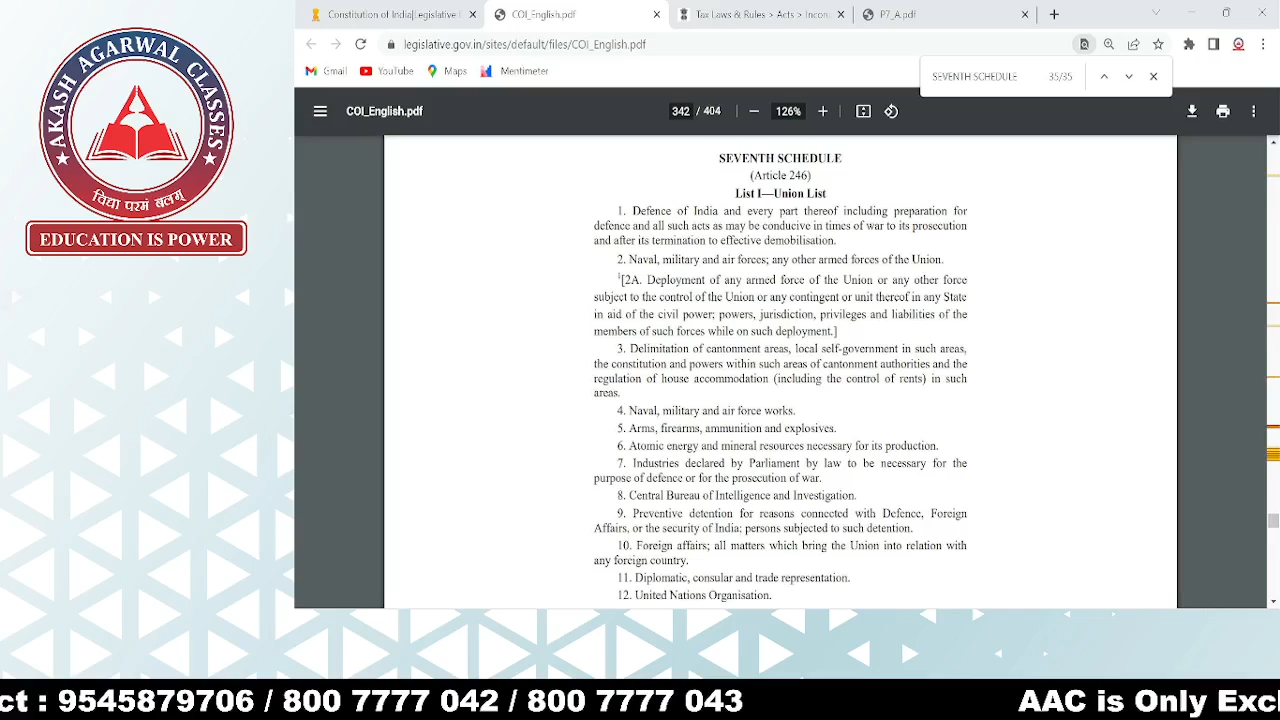 AKASH AGARWAL CLASSES
विद्या परमं बलम्
EDUCATION IS POWER
Constitution of India|Legislative
COI_English.pdf
Tax Laws & Rules > Acts > Incom
P7_A.pdf
legislative.gov.in/sites/default/files/COI_English.pdf
Gmail
YouTube
Maps
Mentimeter
SEVENTH SCHEDULE
35/35
COI_English.pdf
342 / 404
126%
SEVENTH SCHEDULE
(Article 246)
List I—Union List
1. Defence of India and every part thereof including preparation for
defence and all such acts as may be conducive in times of war to its prosecution
and after its termination to effective demobilisation.
2. Naval, military and air forces; any other armed forces of the Union.
1[2A. Deployment of any armed force of the Union or any other force
subject to the control of the Union or any contingent or unit thereof in any State
in aid of the civil power; powers, jurisdiction, privileges and liabilities of the
members of such forces while on such deployment.]
3. Delimitation of cantonment areas, local self-government in such areas,
the constitution and powers within such areas of cantonment authorities and the
regulation of house accommodation (including the control of rents) in such
areas.
4. Naval, military and air force works.
5. Arms, firearms, ammunition and explosives.
6. Atomic energy and mineral resources necessary for its production.
7. Industries declared by Parliament by law to be necessary for the
purpose of defence or for the prosecution of war.
8. Central Bureau of Intelligence and Investigation.
9. Preventive detention for reasons connected with Defence, Foreign
Affairs, or the security of India; persons subjected to such detention.
10. Foreign affairs; all matters which bring the Union into relation with
any foreign country.
11. Diplomatic, consular and trade representation.
12. United Nations Organisation.
ct : 9545879706 / 800 7777 042 / 800 7777 043
AAC is Only Excl